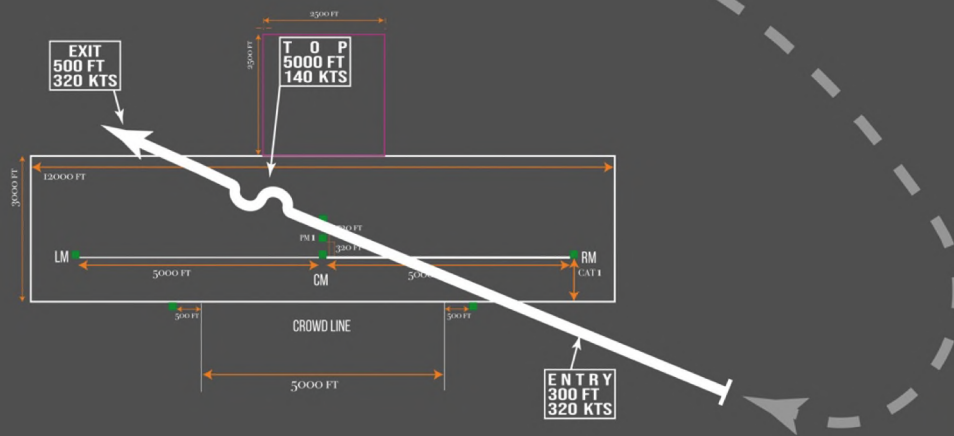 2500 FT
EXIT
500 FT
320 KTS
T O P
5000 FT
140 KTS
2500 FT
12000 FT
3000 FT
PM 1
320 FT
LM
RM
5000 FT
CAT 1
CM
500 FT
500 FT
CROWD LINE
5000 FT
ENTRY
300 FT
320 KTS